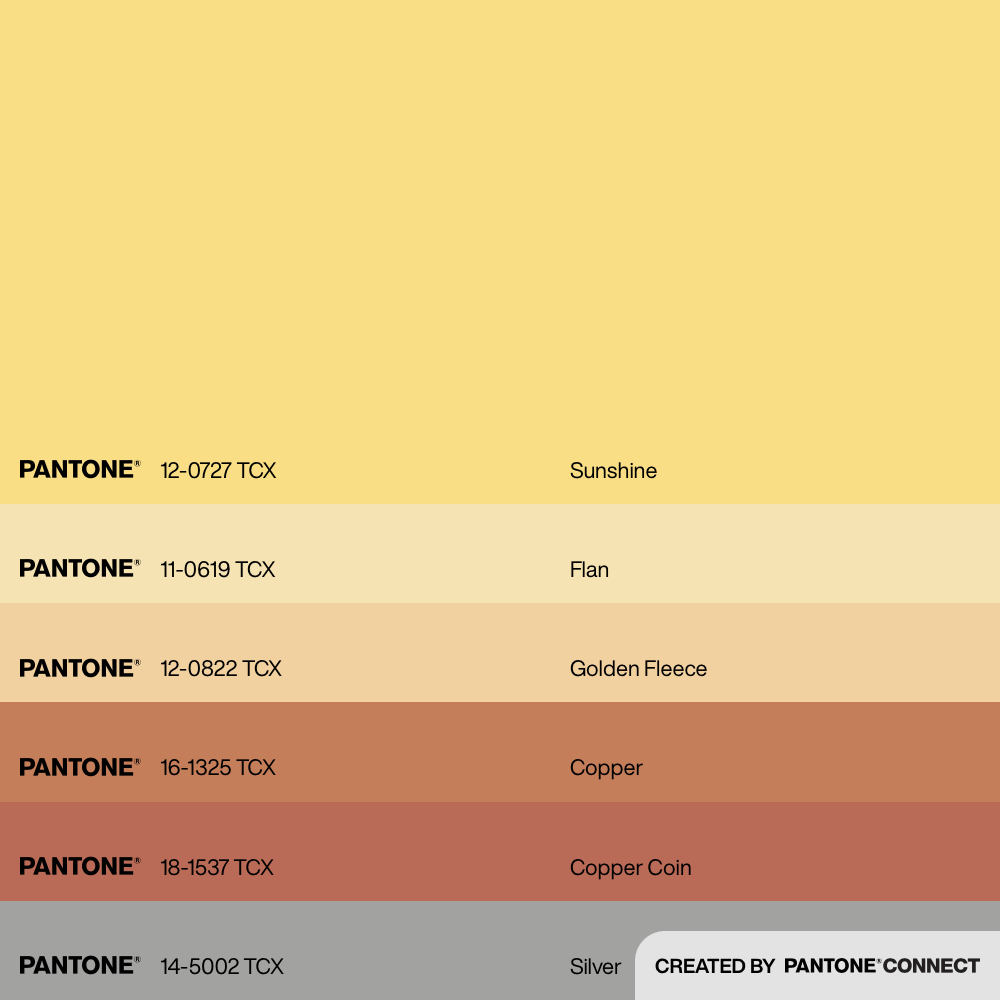 PANTONE® 12-0727 TCX Sunshine
PANTONE® 11-0619 TCX Flan
PANTONE® 12-0822 TCX Golden Fleece
PANTONE® 16-1325 TCX Copper
PANTONE® 18-1537 TCX Copper Coin
PANTONE® 14-5002 TCX Silver
CREATED BY PANTONE®CONNECT